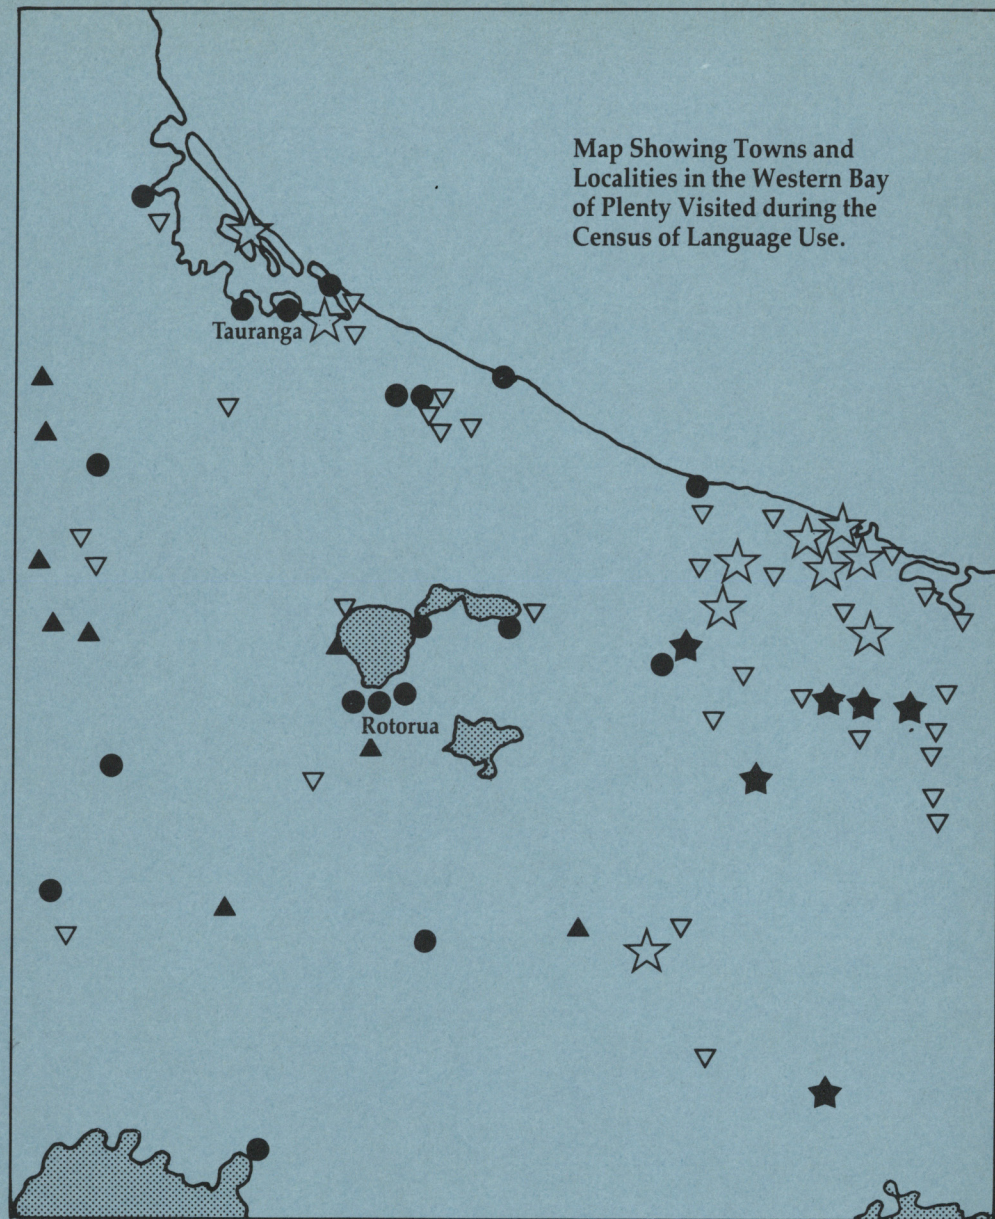 Map Showing Towns and
Localities in the Western Bay
of Plenty Visited during the
Census of Language Use.
Tauranga
Rotorua